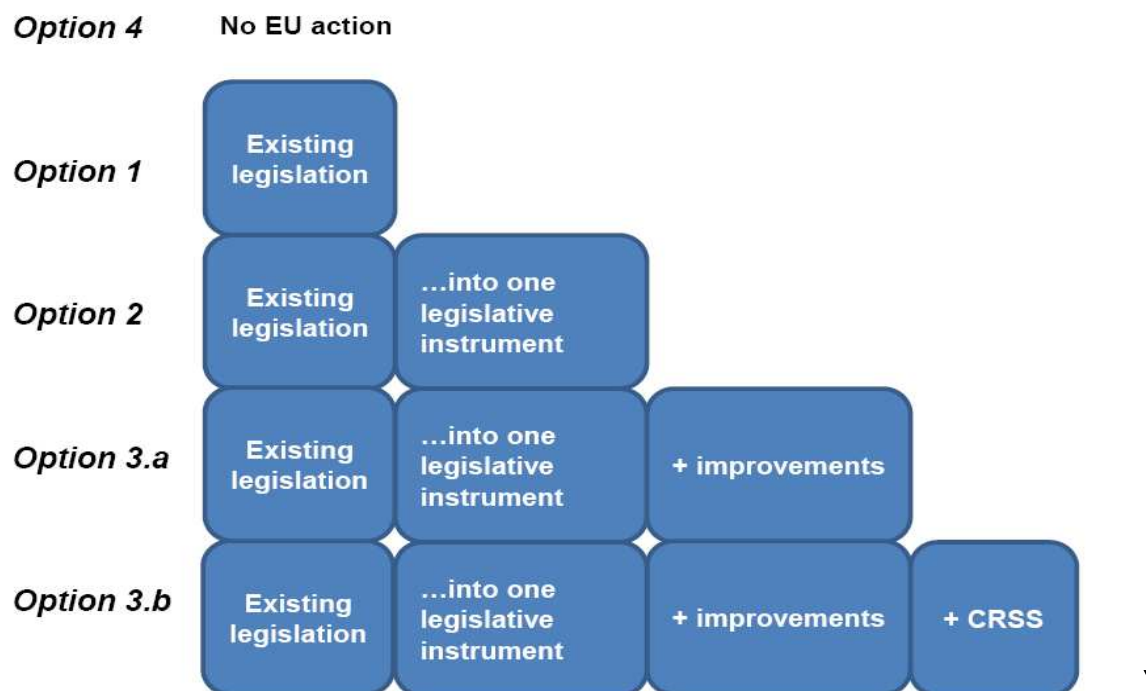 Option 4 No EU action
Option 1
Existing
legislation
Option 2
Existing
legislation
…into one
legislative
instrument
Option 3.a
Existing
legislation
…into one
legislative
instrument
+ improvements
Option 3.b
Existing
legislation
…into one
legislative
instrument
+ improvements
+ CRSS